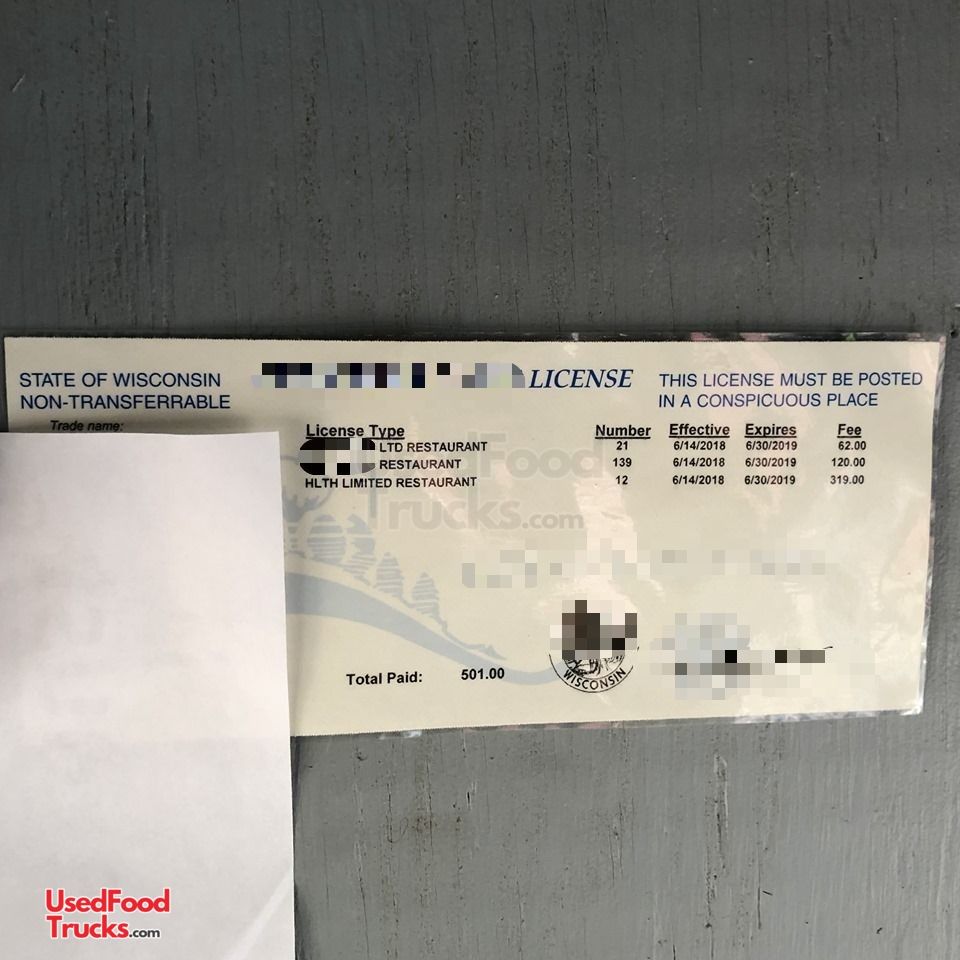 STATE OF WISCONSIN
NON-TRANSFERRABLE
LICENSE
THIS LICENSE MUST BE POSTED
IN A CONSPICUOUS PLACE
Trade name:
License Type Number Effective Expires Fee
LTD RESTAURANT 21 6/14/2018 6/30/2019 62.00
RESTAURANT 139 6/14/2018 6/30/2019 120.00
HLTH LIMITED RESTAURANT 12 6/14/2018 6/30/2019 319.00
UsedFood
Trucks.com
Total Paid: 501.00
WISCONSIN
UsedFood
Trucks.com